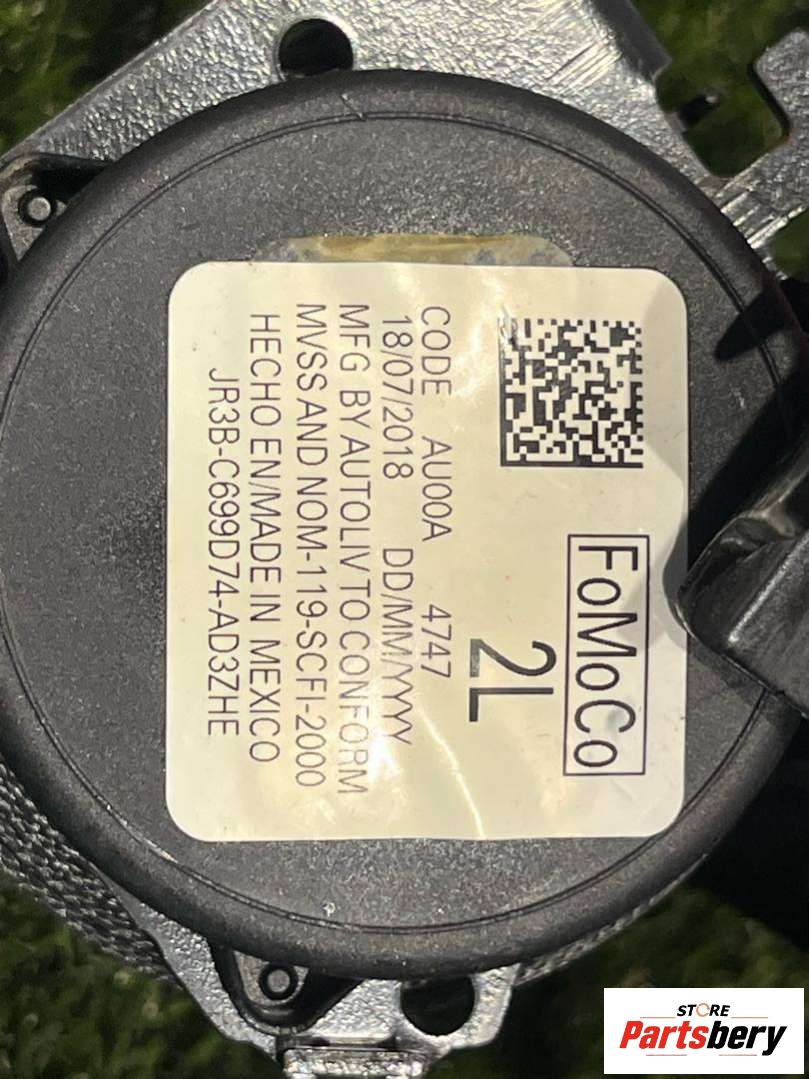 FoMoCo
2L
CODE AU00A 4747
18/07/2018 DD/MM/YYYY
MFG BY AUTOLIV TO CONFORM
MVSS AND NOM-119-SCFI-2000
HECHO EN/MADE IN MEXICO
JR3B-C699D74-AD3ZHE
STORE
Partsbery